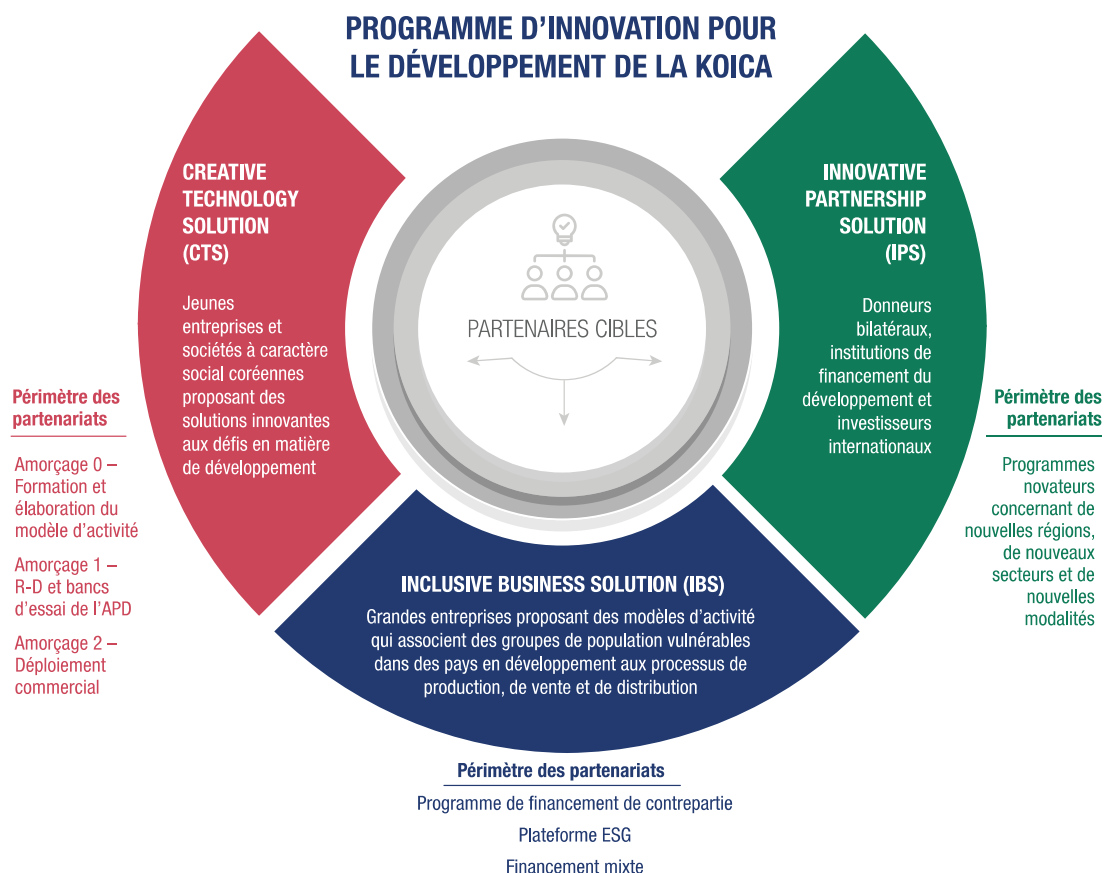 PROGRAMME D'INNOVATION POUR
LE DÉVELOPPEMENT DE LA KOICA
CREATIVE
TECHNOLOGY
SOLUTION
(CTS)
Jeunes
entreprises et
sociétés à caractère
social coréennes
proposant des
solutions innovantes
aux défis en matière
de développement
Périmètre des
partenariats
Amorçage 0 –
Formation et
élaboration du
modèle d'activité
Amorçage 1 –
R-D et bancs
d'essai de l'APD
Amorçage 2 –
Déploiement
commercial
PARTENAIRES CIBLES
INNOVATIVE
PARTNERSHIP
SOLUTION
(IPS)
Donneurs
bilatéraux,
institutions de
financement du
développement et
investisseurs
internationaux
Périmètre des
partenariats
Programmes
novateurs
concernant de
nouvelles régions,
de nouveaux
secteurs et de
nouvelles
modalités
INCLUSIVE BUSINESS SOLUTION (IBS)
Grandes entreprises proposant des modèles d'activité
qui associent des groupes de population vulnérables
dans des pays en développement aux processus de
production, de vente et de distribution
Périmètre des partenariats
Programme de financement de contrepartie
Plateforme ESG
Financement mixte